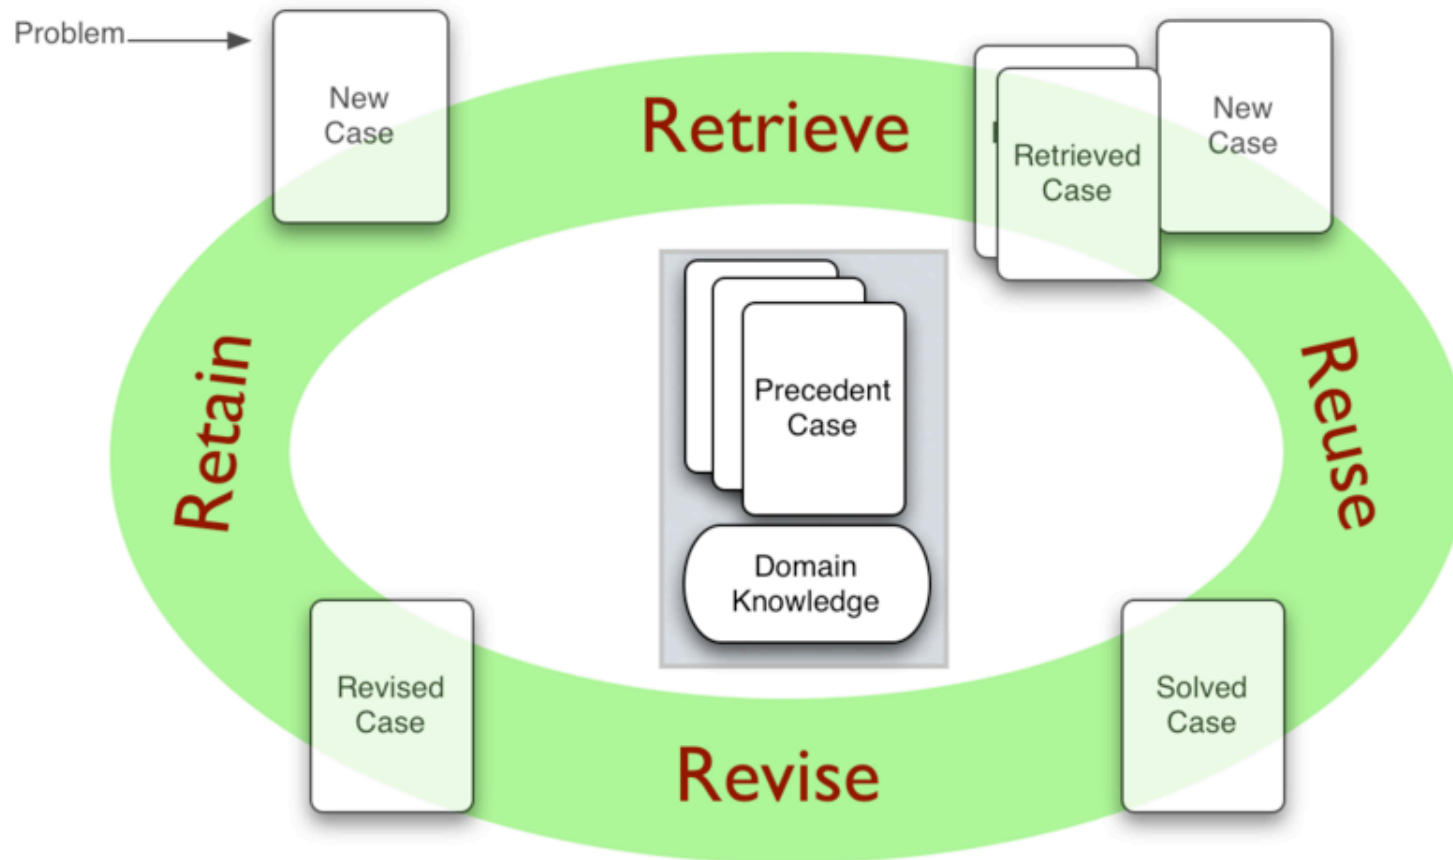 Problem
New
Case
Retrieve
Retrieved
Case
New
Case
Retain
Precedent
Case
Reuse
Domain
Knowledge
Revised
Case
Revise
Solved
Case